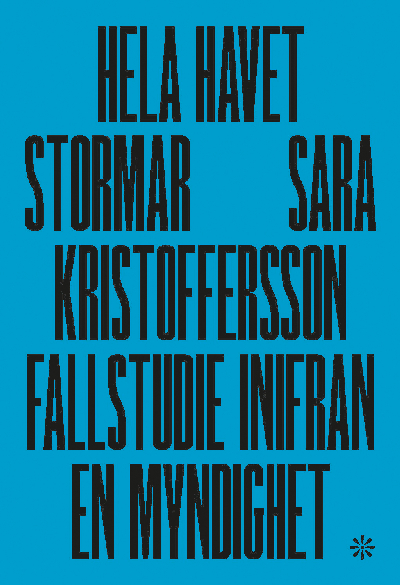 HELA HAVET
STORMAR SARA
KRISTOFFERSSON
FALLSTUDIE INIFRAN
EN MYNDIGHET